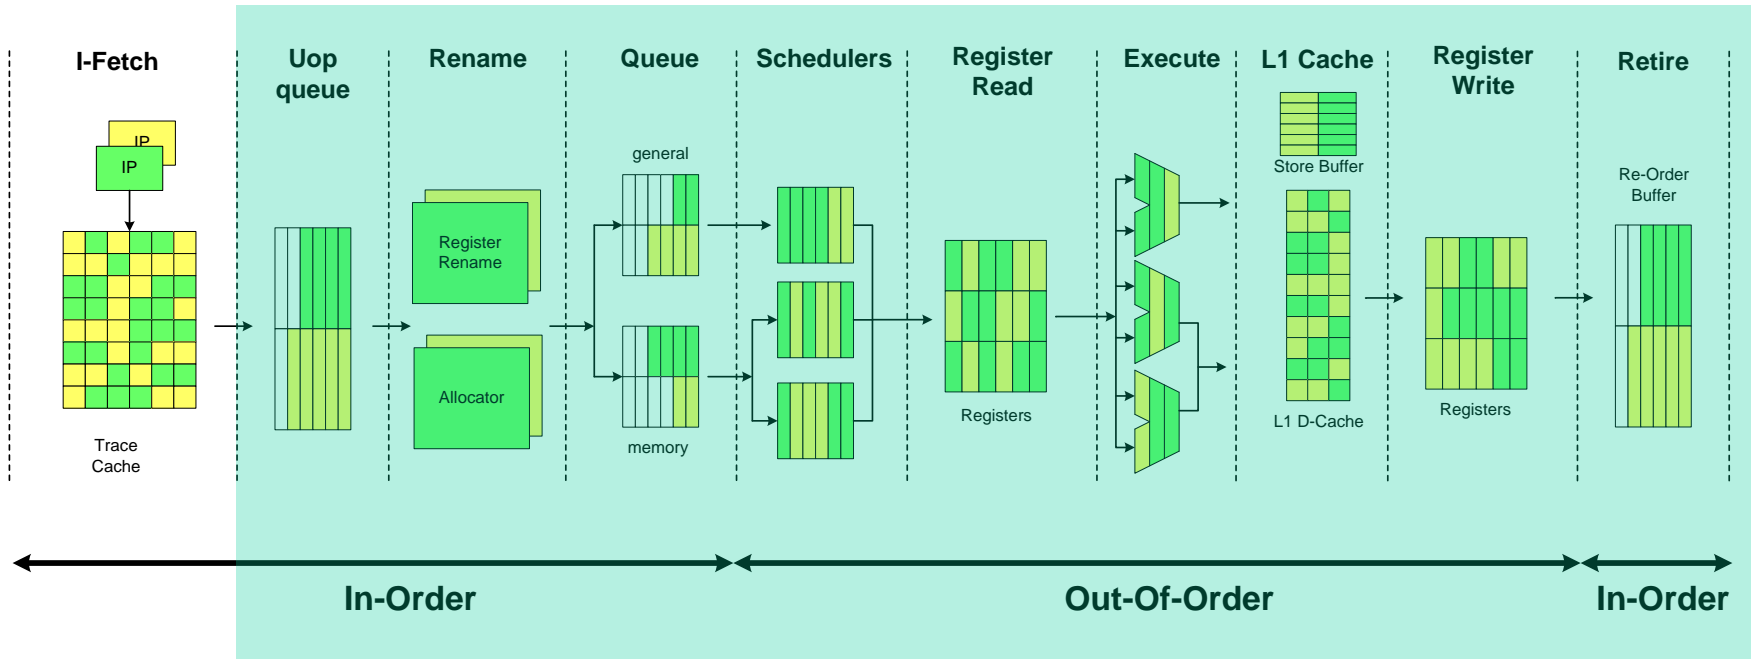 I-Fetch
Uop
queue
Rename
Queue
Schedulers
Register
Read
Execute
L1 Cache
Register
Write
Retire
IP
IP
Trace
Cache
Register
Rename
Allocator
general
memory
Registers
Store Buffer
L1 D-Cache
Registers
Re-Order
Buffer
In-Order
Out-Of-Order
In-Order